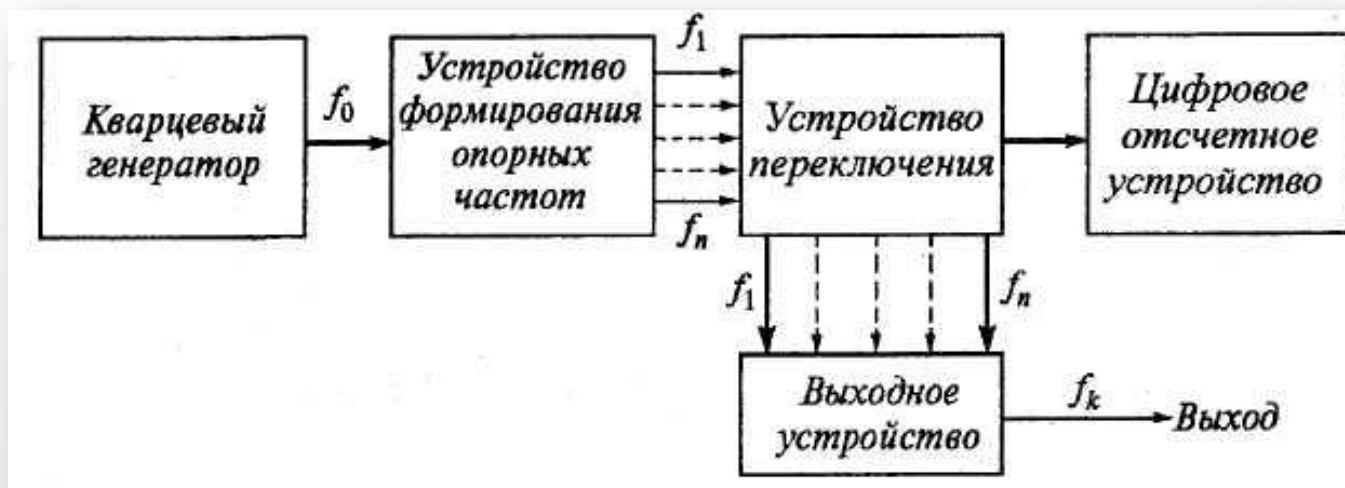 Кварцевый
генератор
f₀
Устройство
формирования
опорных
частот
f₁
fₙ
Устройство
переключения
Цифровое
отсчетное
устройство
f₁
fₙ
Выходное
устройство
fₖ
Выход